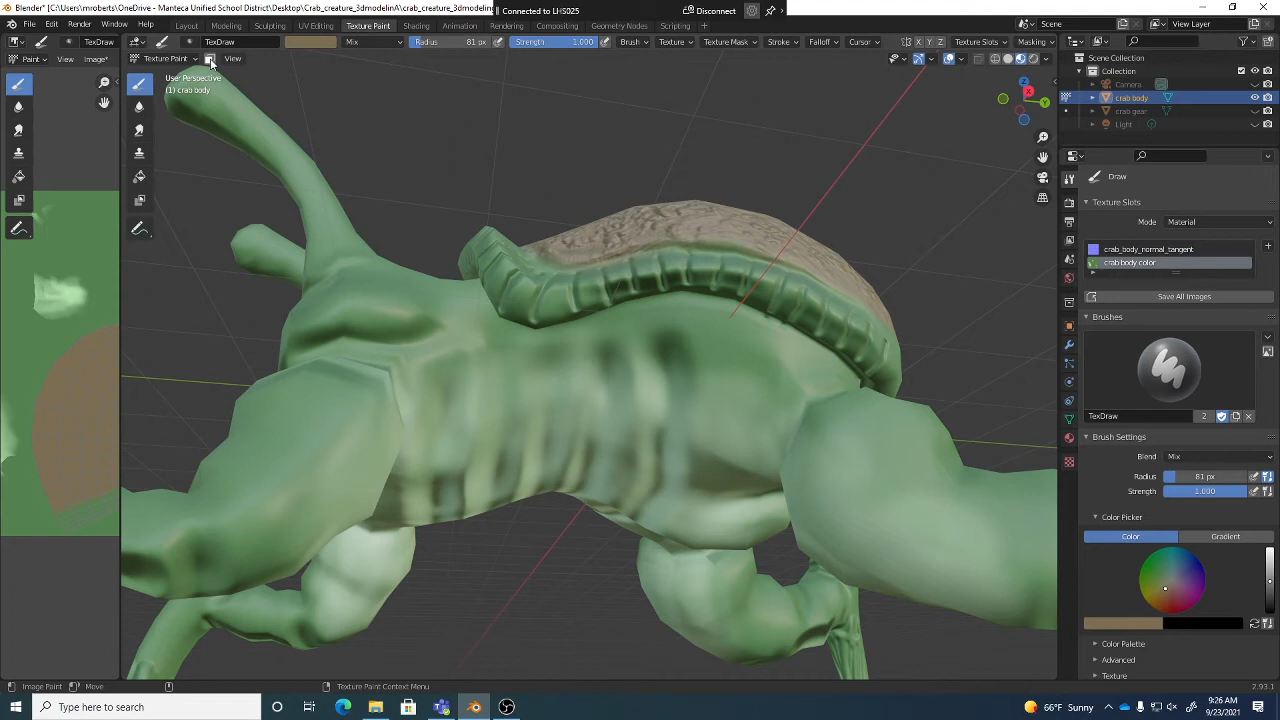 Blender* [C:\Users\mroberts\OneDrive - Manteca Unified School District\Desktop\Crab_creature_3dmodelinA\crab_creature_3dmodelin
Connected to LHS025
Disconnect
File Edit Render Window Help Layout Modeling Sculpting UV Editing Texture Paint Shading Animation Rendering Compositing Geometry Nodes Scripting + Scene View Layer
TexDraw TexDraw Mix Radius 81 px Strength 1.000 Brush Texture Texture Mask Stroke Falloff Cursor X Y Z Texture Slots Masking
Paint View Image* Texture Paint View
User Perspective
(1) crab body
Z
X
Y
Scene Collection
Collection
Camera
crab body
crab gear
Light
Draw
Texture Slots
Mode Material
crab_body_normal_tangent
crab body color
Save All Images
Brushes
TexDraw 2
Brush Settings
Blend Mix
Radius 81 px
Strength 1.000
Color Picker
Color Gradient
Color Palette
Advanced
Texture
Image Paint Move Texture Paint Context Menu 2.93.1
Type here to search 66°F Sunny 9:26 AM
9/23/2021